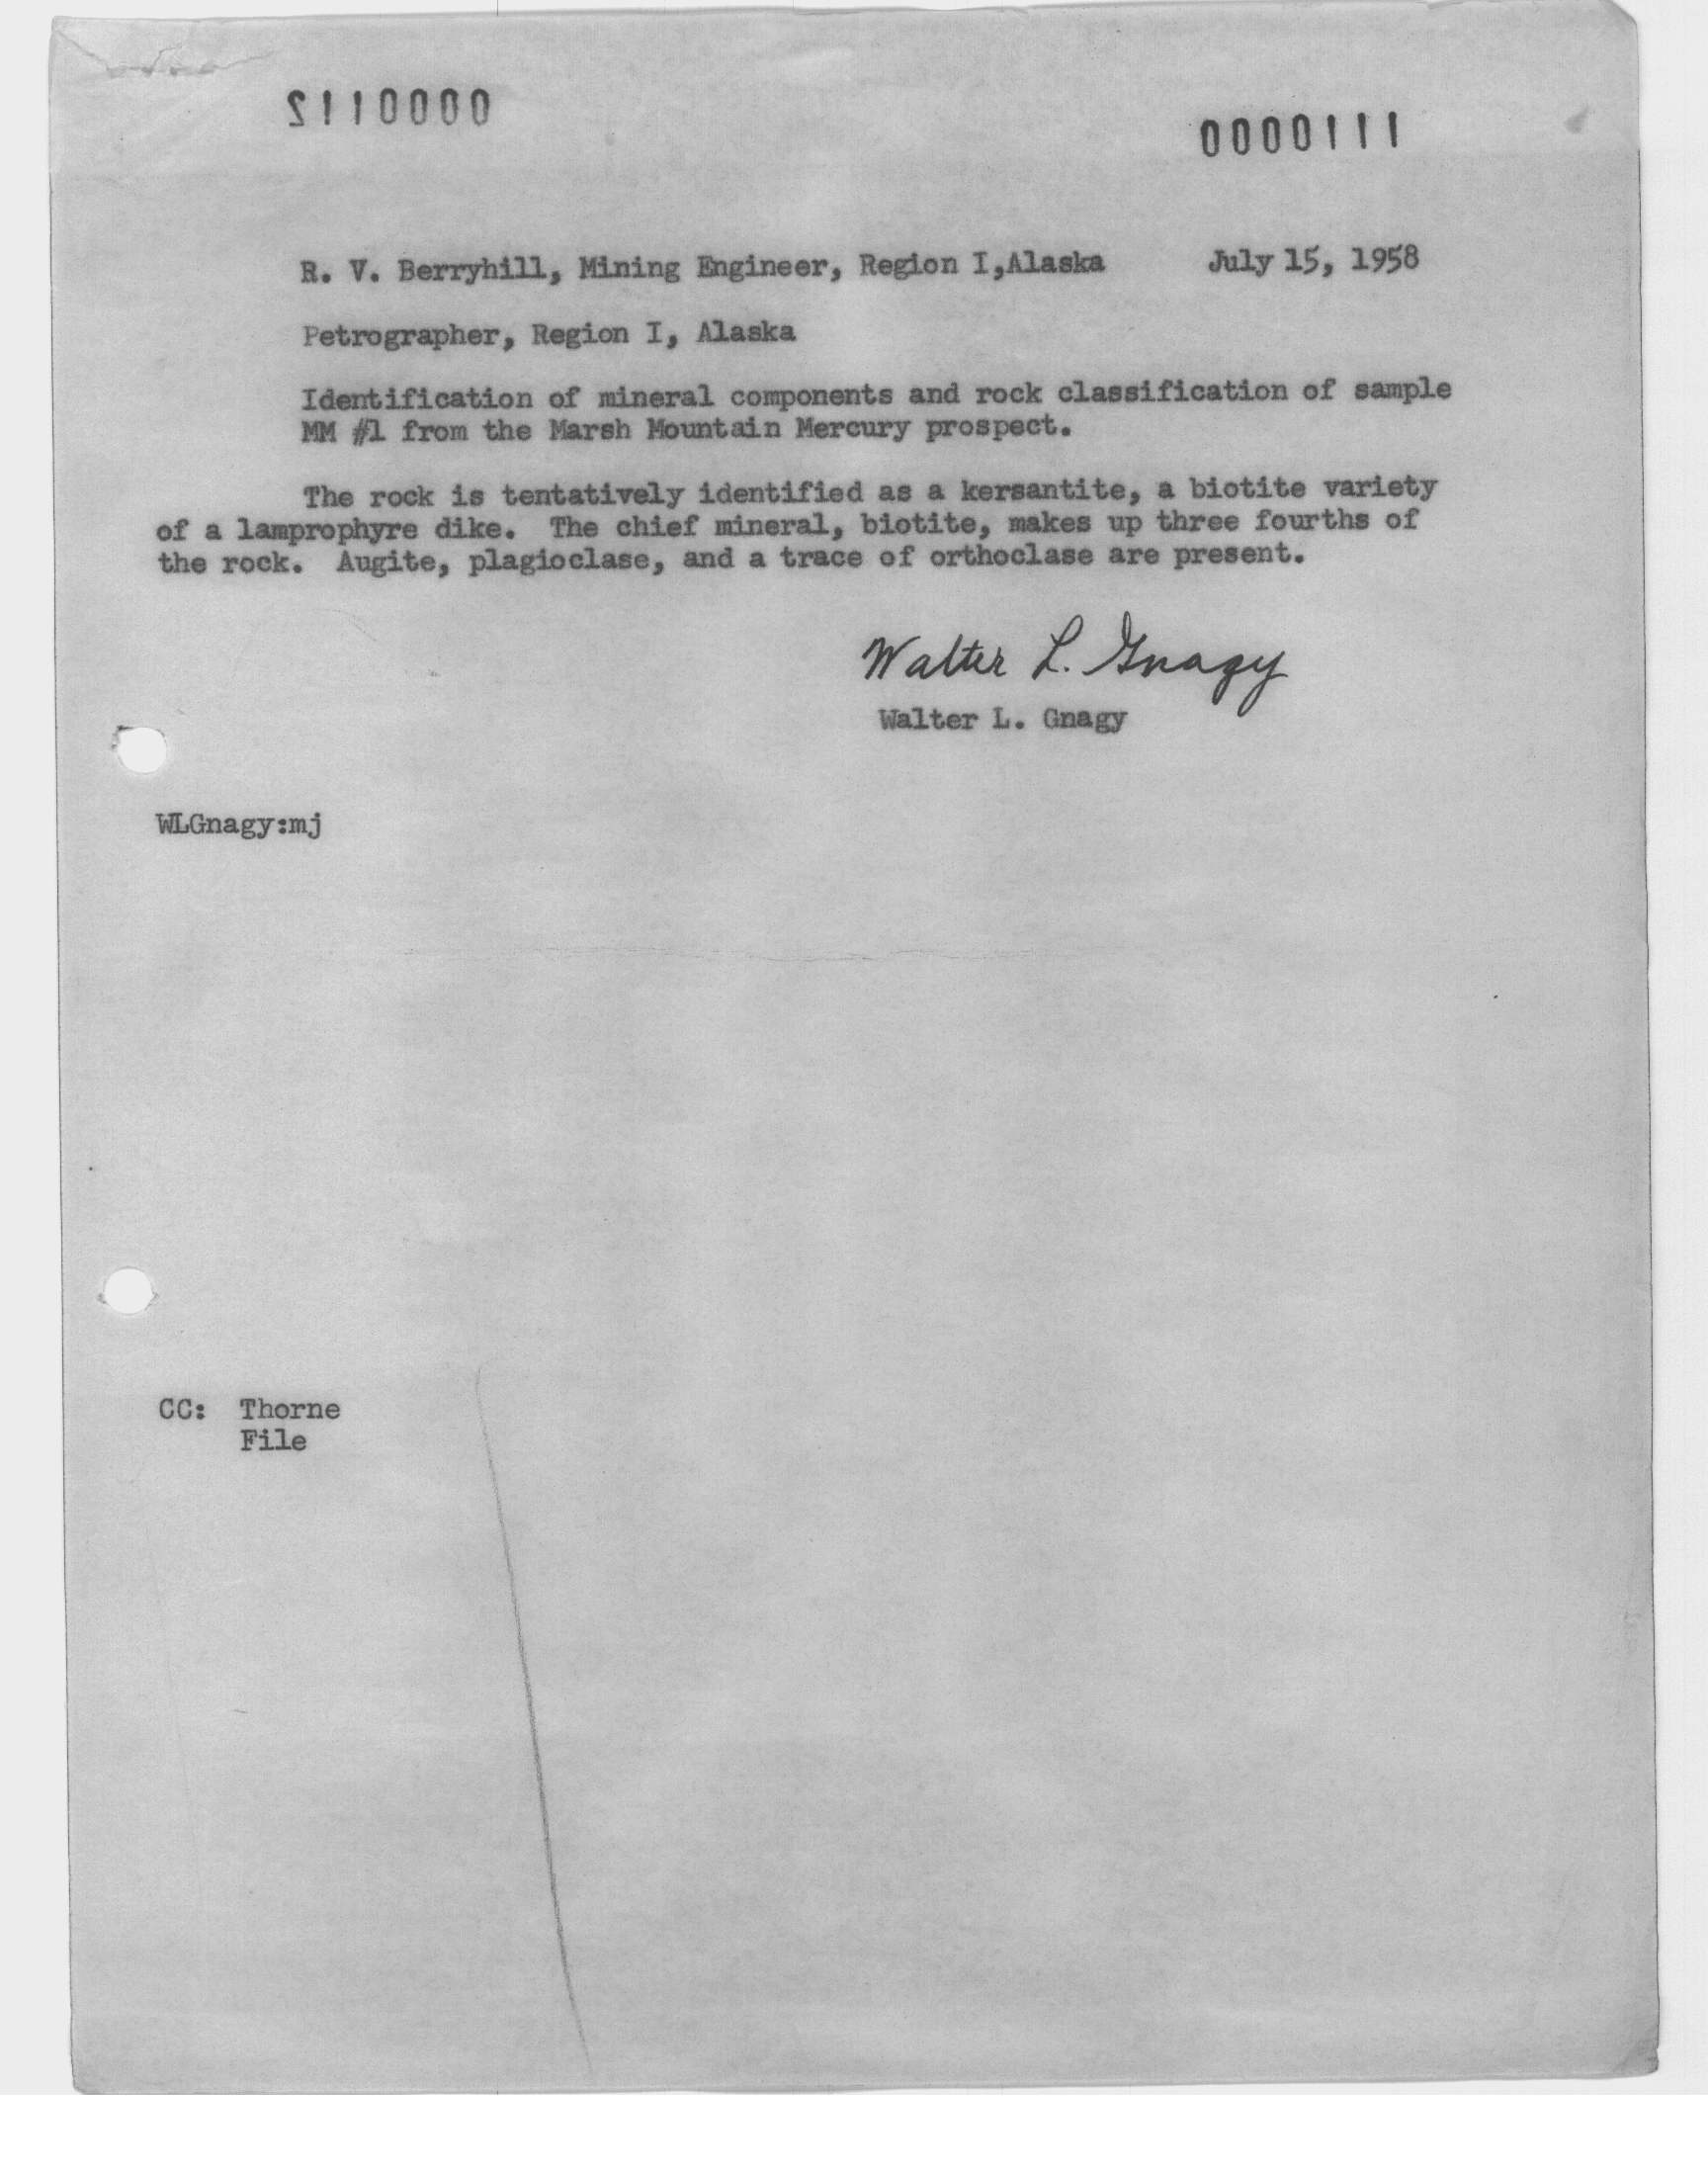 0000112
0000111
R. V. Berryhill, Mining Engineer, Region I,Alaska July 15, 1958
Petrographer, Region I, Alaska
Identification of mineral components and rock classification of sample
MM #1 from the Marsh Mountain Mercury prospect.
The rock is tentatively identified as a kersantite, a biotite variety
of a lamprophyre dike. The chief mineral, biotite, makes up three fourths of
the rock. Augite, plagioclase, and a trace of orthoclase are present.
Walter L. Gnagy
Walter L. Gnagy
WLGnagy:mj
CC: Thorne
File